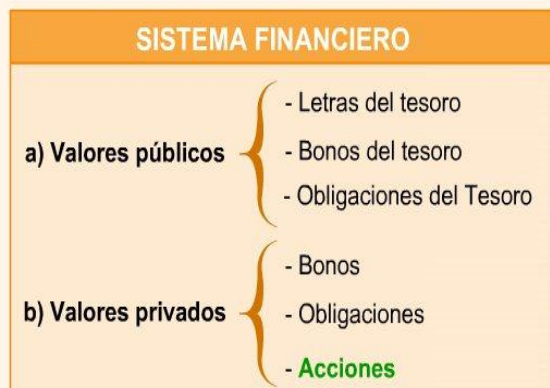 SISTEMA FINANCIERO
a) Valores públicos
- Letras del tesoro
- Bonos del tesoro
- Obligaciones del Tesoro
b) Valores privados
- Bonos
- Obligaciones
- Acciones